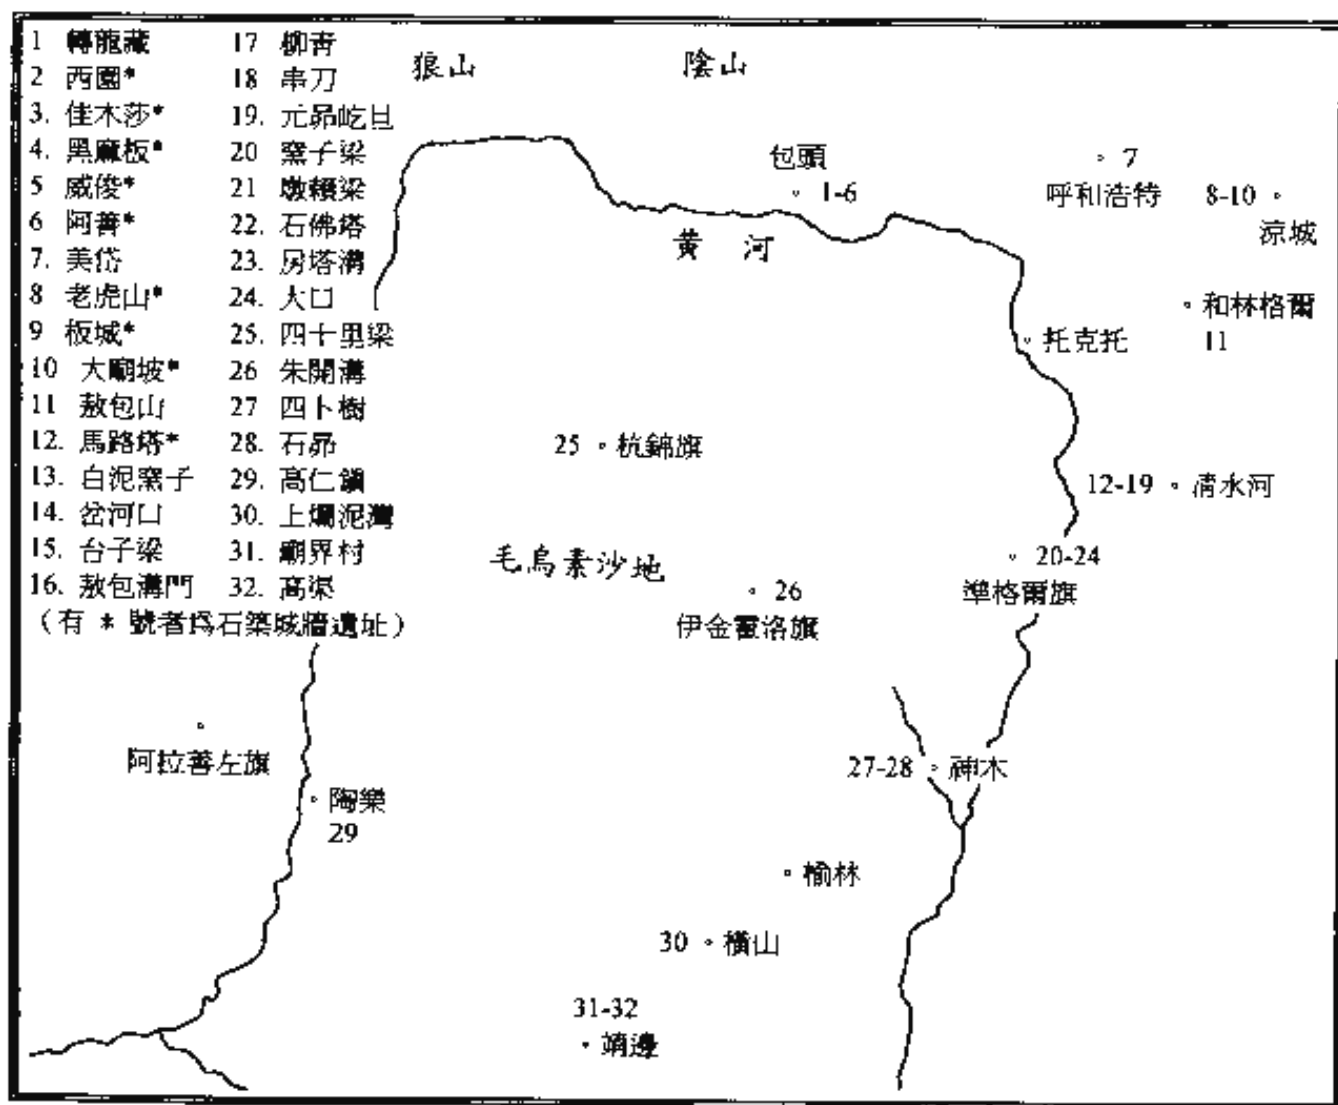 1 轉龍藏
2 西園*
3. 佳木莎*
4. 黑麻板*
5 威俊*
6 阿善*
7. 美岱
8 老虎山*
9 板城*
10 大廟坡*
11 敖包山
12. 馬路塔*
13. 白泥窯子
14. 岔河口
15. 台子梁
16. 敖包溝門
17 柳青
18 串刀
19. 元峁屹旦
20 窯子梁
21 墩賴梁
22. 石佛塔
23. 房塔溝
24. 大口
25. 四十里梁
26 朱開溝
27 四卜樹
28. 石峁
29. 高仁鎮
30. 上爛泥灣
31. 廟界村
32. 高渠
（有 * 號者爲石築城牆遺址）
狼山
陰山
包頭
1-6
7
呼和浩特
8-10
涼城
黃 河
和林格爾
11
托克托
25 杭錦旗
12-19 清水河
毛烏素沙地
20-24
準格爾旗
26
伊金霍洛旗
阿拉善左旗
27-28 神木
陶樂
29
榆林
30 橫山
31-32
靖邊